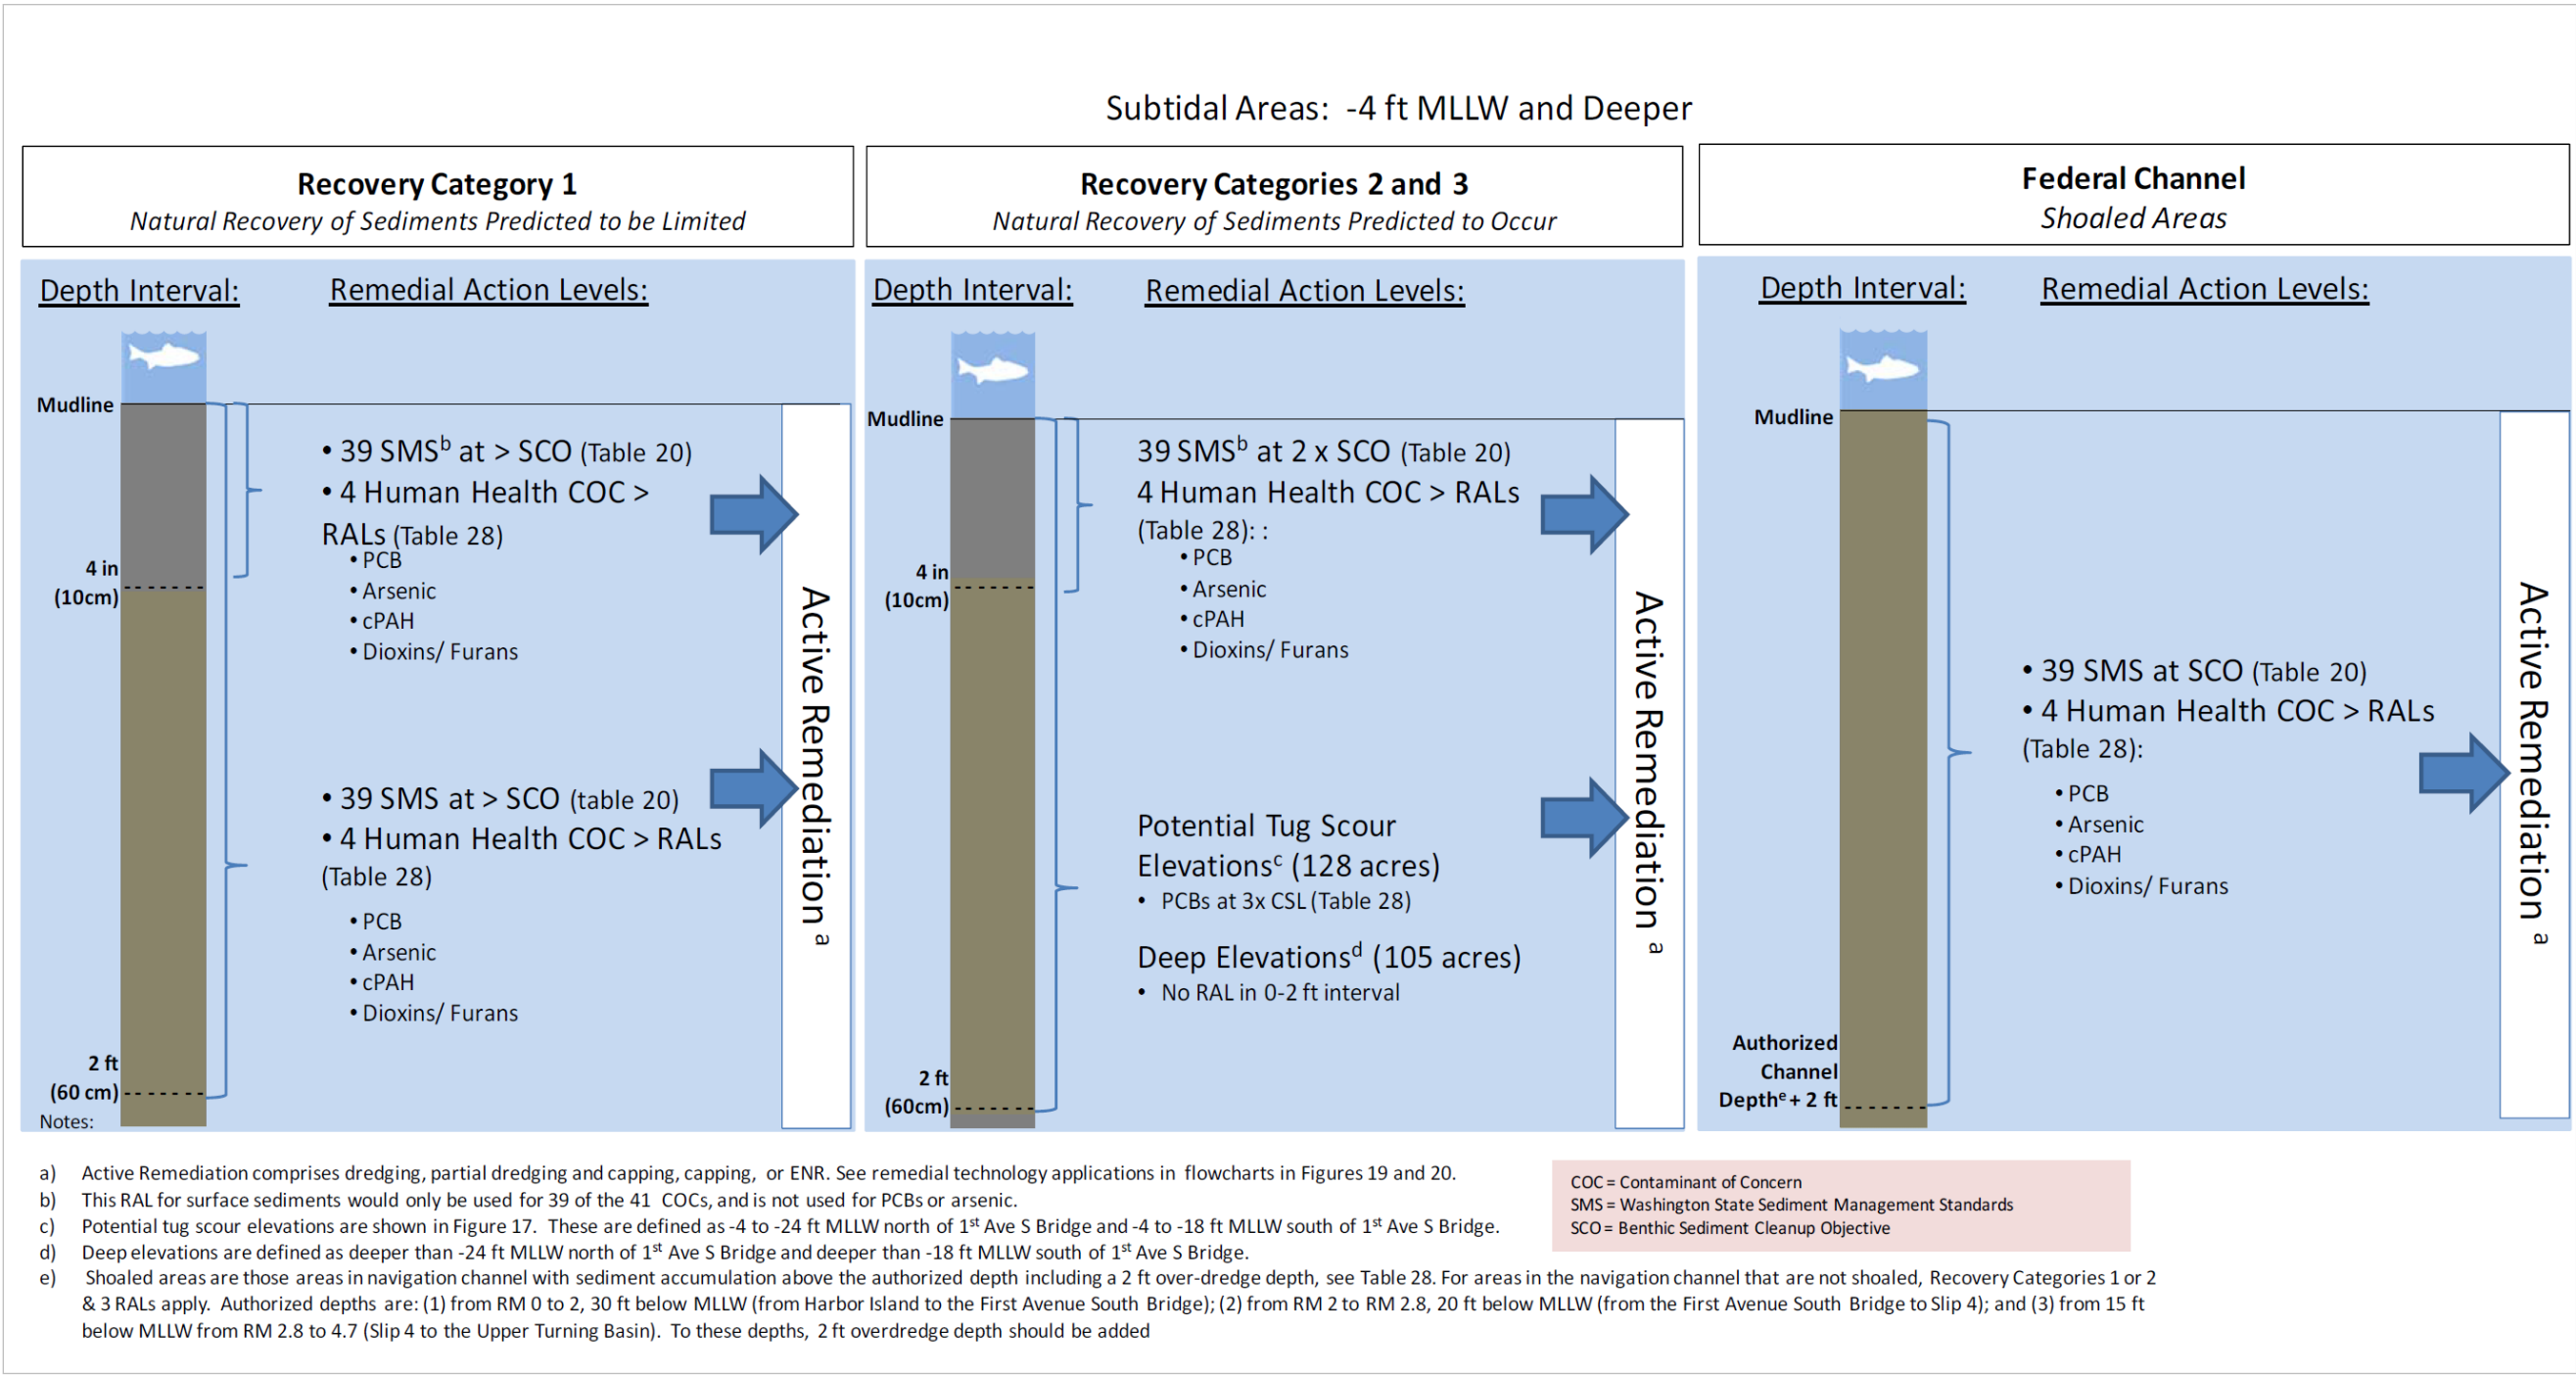 Subtidal Areas: -4 ft MLLW and Deeper
Recovery Category 1
Natural Recovery of Sediments Predicted to be Limited
Depth Interval:
Remedial Action Levels:
Mudline
• 39 SMSᵇ at > SCO (Table 20)
• 4 Human Health COC >
RALs (Table 28)
• PCB
• Arsenic
• cPAH
• Dioxins/ Furans
4 in
(10cm)
• 39 SMS at > SCO (table 20)
• 4 Human Health COC > RALs
(Table 28)
• PCB
• Arsenic
• cPAH
• Dioxins/ Furans
2 ft
(60 cm)
Active Remediation ᵃ
Recovery Categories 2 and 3
Natural Recovery of Sediments Predicted to Occur
Depth Interval:
Remedial Action Levels:
Mudline
39 SMSᵇ at 2 x SCO (Table 20)
4 Human Health COC > RALs
(Table 28): :
• PCB
• Arsenic
• cPAH
• Dioxins/ Furans
4 in
(10cm)
Potential Tug Scour
Elevationsᶜ (128 acres)
• PCBs at 3x CSL (Table 28)
Deep Elevationsᵈ (105 acres)
• No RAL in 0-2 ft interval
2 ft
(60cm)
Active Remediation ᵃ
Federal Channel
Shoaled Areas
Depth Interval:
Remedial Action Levels:
Mudline
• 39 SMS at SCO (Table 20)
• 4 Human Health COC > RALs
(Table 28):
• PCB
• Arsenic
• cPAH
• Dioxins/ Furans
Authorized
Channel
Depthᵉ + 2 ft
Active Remediation ᵃ
Notes:
a) Active Remediation comprises dredging, partial dredging and capping, capping, or ENR. See remedial technology applications in flowcharts in Figures 19 and 20.
b) This RAL for surface sediments would only be used for 39 of the 41 COCs, and is not used for PCBs or arsenic.
c) Potential tug scour elevations are shown in Figure 17. These are defined as -4 to -24 ft MLLW north of 1ˢᵗ Ave S Bridge and -4 to -18 ft MLLW south of 1ˢᵗ Ave S Bridge.
d) Deep elevations are defined as deeper than -24 ft MLLW north of 1ˢᵗ Ave S Bridge and deeper than -18 ft MLLW south of 1ˢᵗ Ave S Bridge.
e) Shoaled areas are those areas in navigation channel with sediment accumulation above the authorized depth including a 2 ft over-dredge depth, see Table 28. For areas in the navigation channel that are not shoaled, Recovery Categories 1 or 2
& 3 RALs apply. Authorized depths are: (1) from RM 0 to 2, 30 ft below MLLW (from Harbor Island to the First Avenue South Bridge); (2) from RM 2 to RM 2.8, 20 ft below MLLW (from the First Avenue South Bridge to Slip 4); and (3) from 15 ft
below MLLW from RM 2.8 to 4.7 (Slip 4 to the Upper Turning Basin). To these depths, 2 ft overdredge depth should be added
COC = Contaminant of Concern
SMS = Washington State Sediment Management Standards
SCO = Benthic Sediment Cleanup Objective